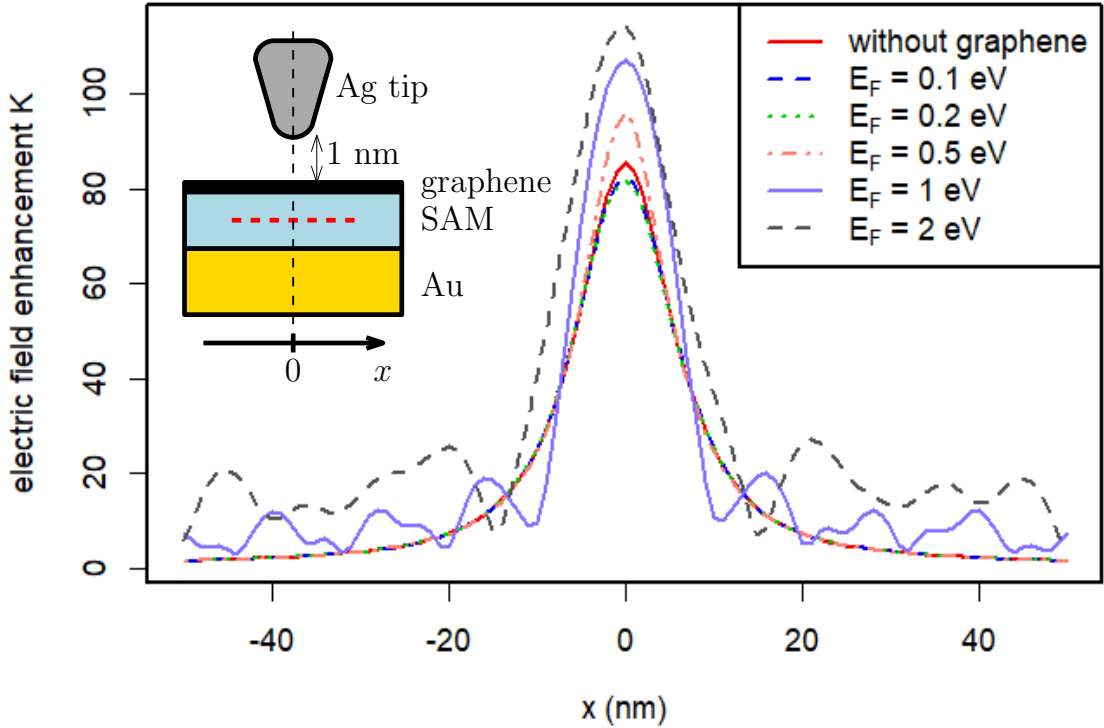 electric field enhancement K
0
20
40
60
80
100
-40
-20
0
20
40
x (nm)
without graphene
E_F = 0.1 eV
E_F = 0.2 eV
E_F = 0.5 eV
E_F = 1 eV
E_F = 2 eV
Ag tip
1 nm
graphene
SAM
Au
0 x